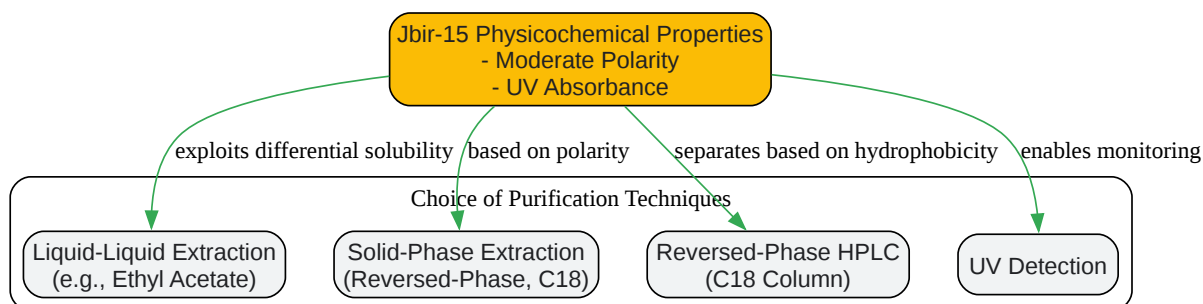 Jbir-15 Physicochemical Properties
- Moderate Polarity
- UV Absorbance
exploits differential solubility
based on polarity
separates based on hydrophobicity
enables monitoring
Choice of Purification Techniques
Liquid-Liquid Extraction
(e.g., Ethyl Acetate)
Solid-Phase Extraction
(Reversed-Phase, C18)
Reversed-Phase HPLC
(C18 Column)
UV Detection